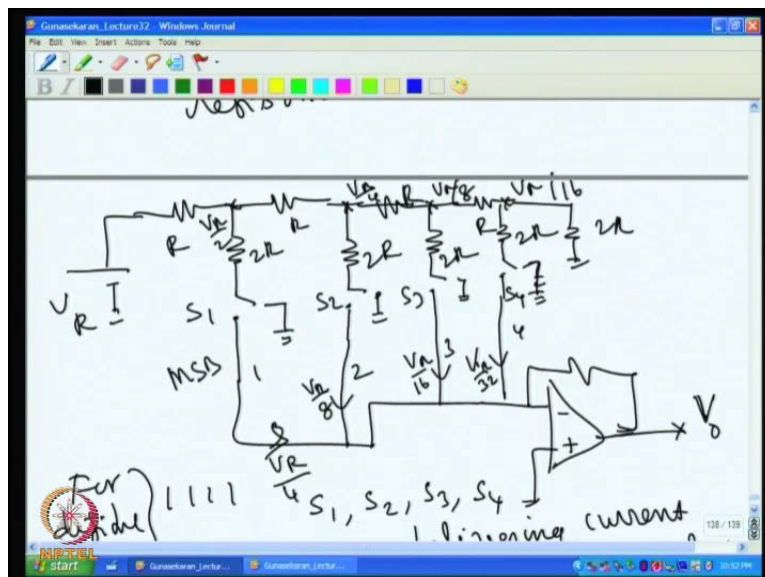 Gunasekaran_Lecture32 - Windows Journal
File Edit View Insert Actions Tools Help
B I
VR/2 VR/4 VR/8 VR/16
R R R R
2R 2R 2R 2R 2R
VR
S1 S2 S3 S4
MSB 1 2 3 4
VR/4 VR/8 VR/16 VR/32
- +
V0
For 1111 S1, S2, S3, S4
current
138 / 139
NPTEL
start Gunasekaran_Lectur... Gunasekaran_Lectur... 10:52 PM